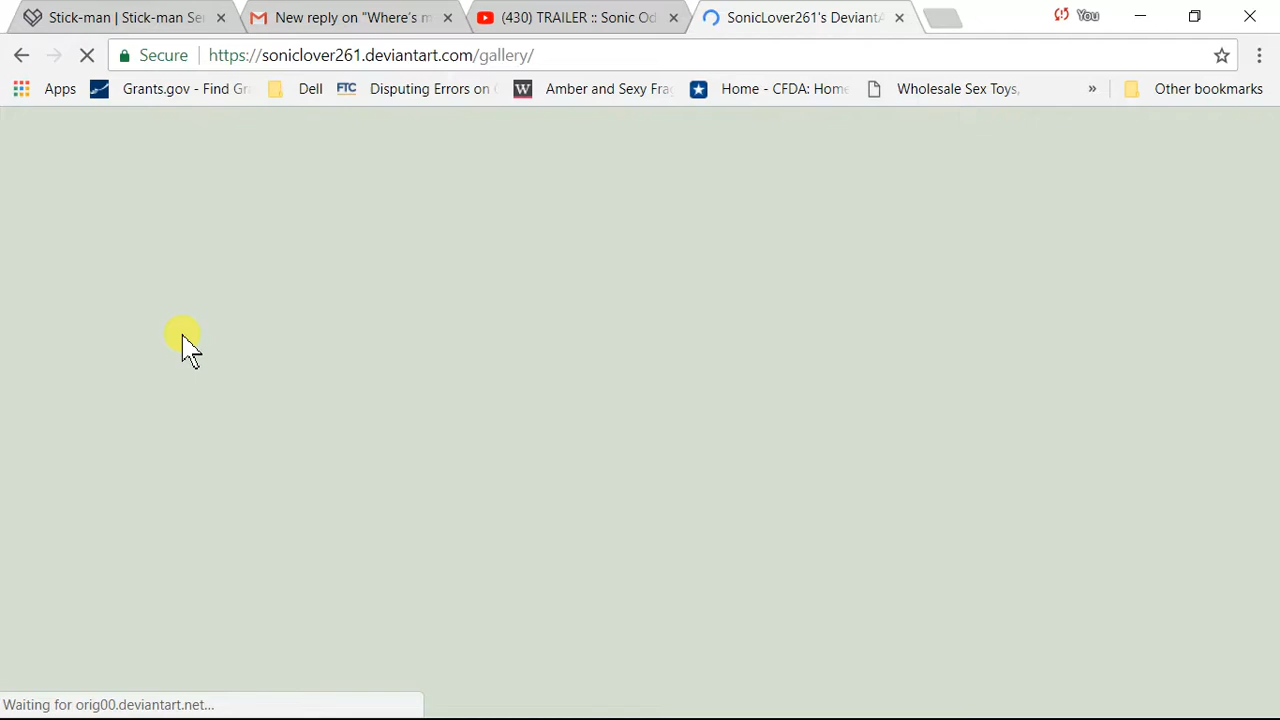 Stick-man | Stick-man Se New reply on "Where's m (430) TRAILER :: Sonic Od SonicLover261's Deviant You
Secure https://soniclover261.deviantart.com/gallery/
Apps Grants.gov - Find Gr Dell FTC Disputing Errors on W Amber and Sexy Fra Home - CFDA: Home Wholesale Sex Toys, » Other bookmarks
Waiting for orig00.deviantart.net...